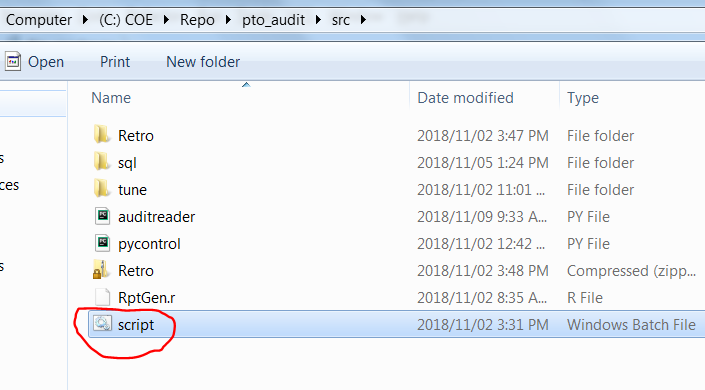 Computer ▸ (C:) COE ▸ Repo ▸ pto_audit ▸ src ▸
Open Print New folder
Name Date modified Type
Retro 2018/11/02 3:47 PM File folder
sql 2018/11/05 1:24 PM File folder
tune 2018/11/02 11:01 ... File folder
auditreader 2018/11/09 9:33 A... PY File
pycontrol 2018/11/02 12:42 ... PY File
Retro 2018/11/02 3:48 PM Compressed (zipp...
RptGen.r 2018/11/02 8:35 A... R File
script 2018/11/02 3:31 PM Windows Batch File
s
ces
s